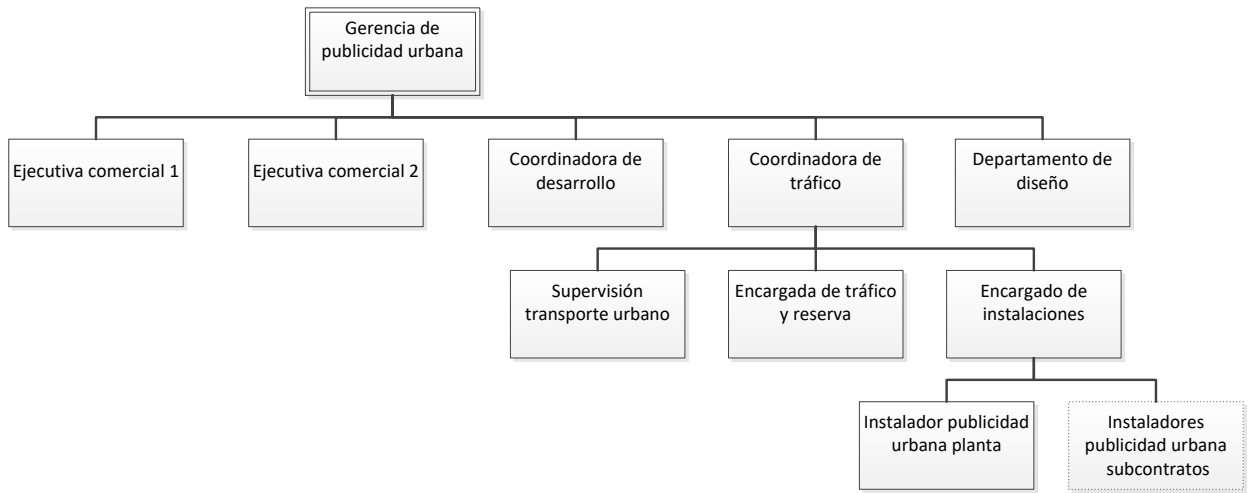 Gerencia de
publicidad urbana
Ejecutiva comercial 1
Ejecutiva comercial 2
Coordinadora de
desarrollo
Coordinadora de
tráfico
Departamento de
diseño
Supervisión
transporte urbano
Encargada de tráfico
y reserva
Encargado de
instalaciones
Instalador publicidad
urbana planta
Instaladores
publicidad urbana
subcontratos